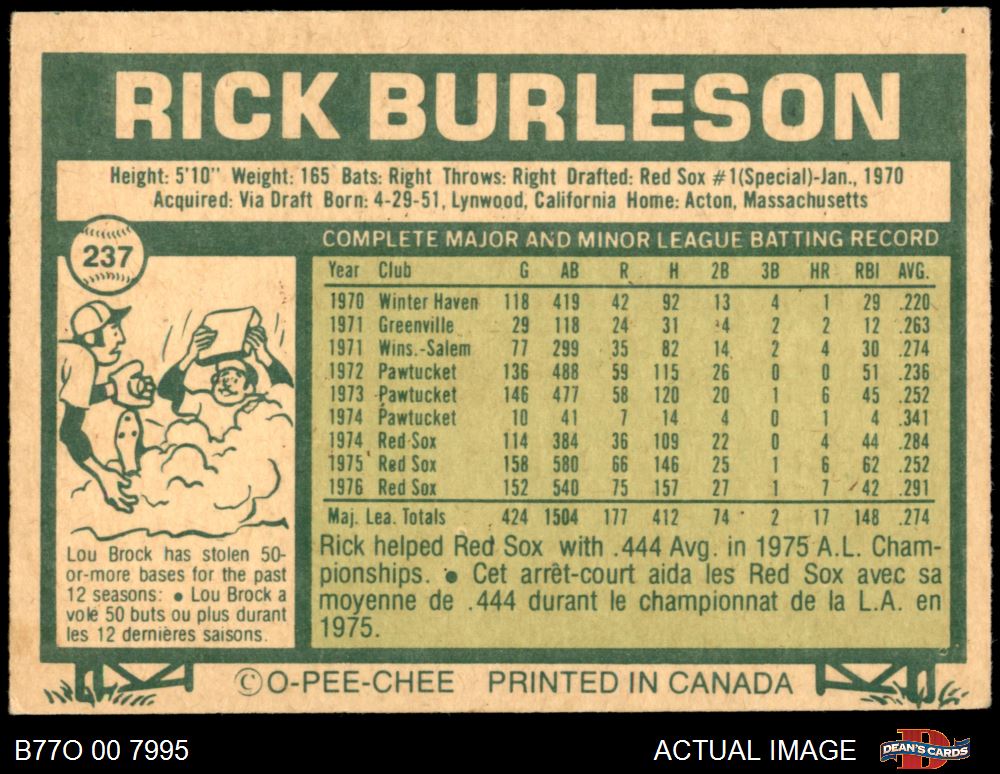 RICK BURLESON
Height: 5'10" Weight: 165 Bats: Right Throws: Right Drafted: Red Sox #1(Special)-Jan., 1970
Acquired: Via Draft Born: 4-29-51, Lynwood, California Home: Acton, Massachusetts
237
COMPLETE MAJOR AND MINOR LEAGUE BATTING RECORD
Year Club G AB R H 2B 3B HR RBI AVG.
1970 Winter Haven 118 419 42 92 13 4 1 29 .220
1971 Greenville 29 118 24 31 4 2 2 12 .263
1971 Wins.-Salem 77 299 35 82 14 2 4 30 .274
1972 Pawtucket 136 488 59 115 26 0 0 51 .236
1973 Pawtucket 146 477 58 120 20 1 6 45 .252
1974 Pawtucket 10 41 7 14 4 0 1 4 .341
1974 Red Sox 114 384 36 109 22 0 4 44 .284
1975 Red Sox 158 580 66 146 25 1 6 62 .252
1976 Red Sox 152 540 75 157 27 1 7 42 .291
Maj. Lea. Totals 424 1504 177 412 74 2 17 148 .274
Rick helped Red Sox with .444 Avg. in 1975 A.L. Cham-
pionships. ● Cet arrêt-court aida les Red Sox avec sa
moyenne de .444 durant le championnat de la L.A. en
1975.
Lou Brock has stolen 50-
or-more bases for the past
12 seasons: ● Lou Brock a
volé 50 buts ou plus durant
les 12 dernières saisons.
©O-PEE-CHEE PRINTED IN CANADA
B77O 00 7995
ACTUAL IMAGE
DEAN'S CARDS